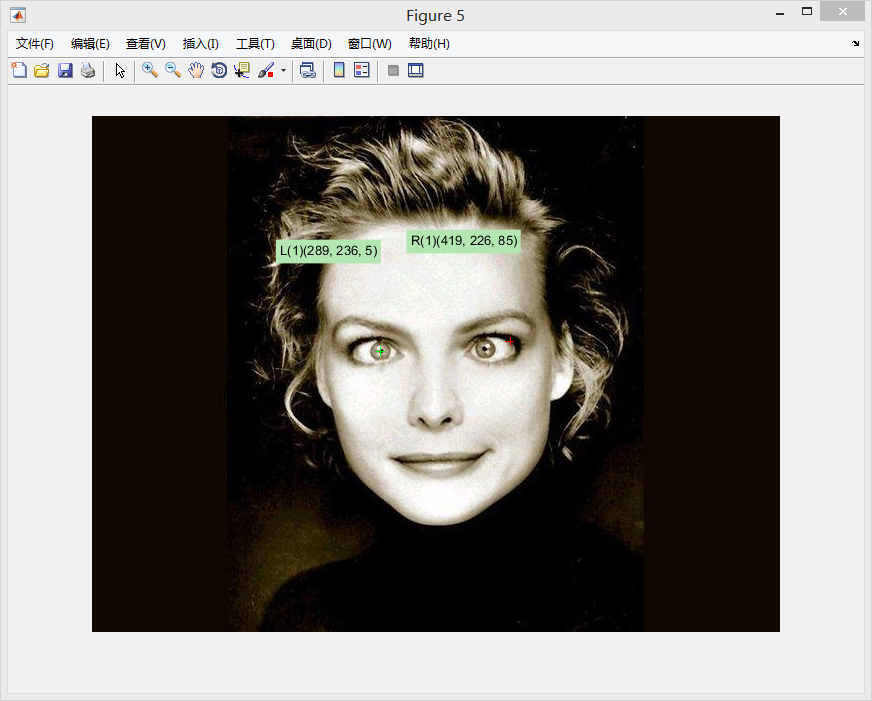 Figure 5
文件(F) 编辑(E) 查看(V) 插入(I) 工具(T) 桌面(D) 窗口(W) 帮助(H)
R(1)(419, 226, 85)
L(1)(289, 236, 5)